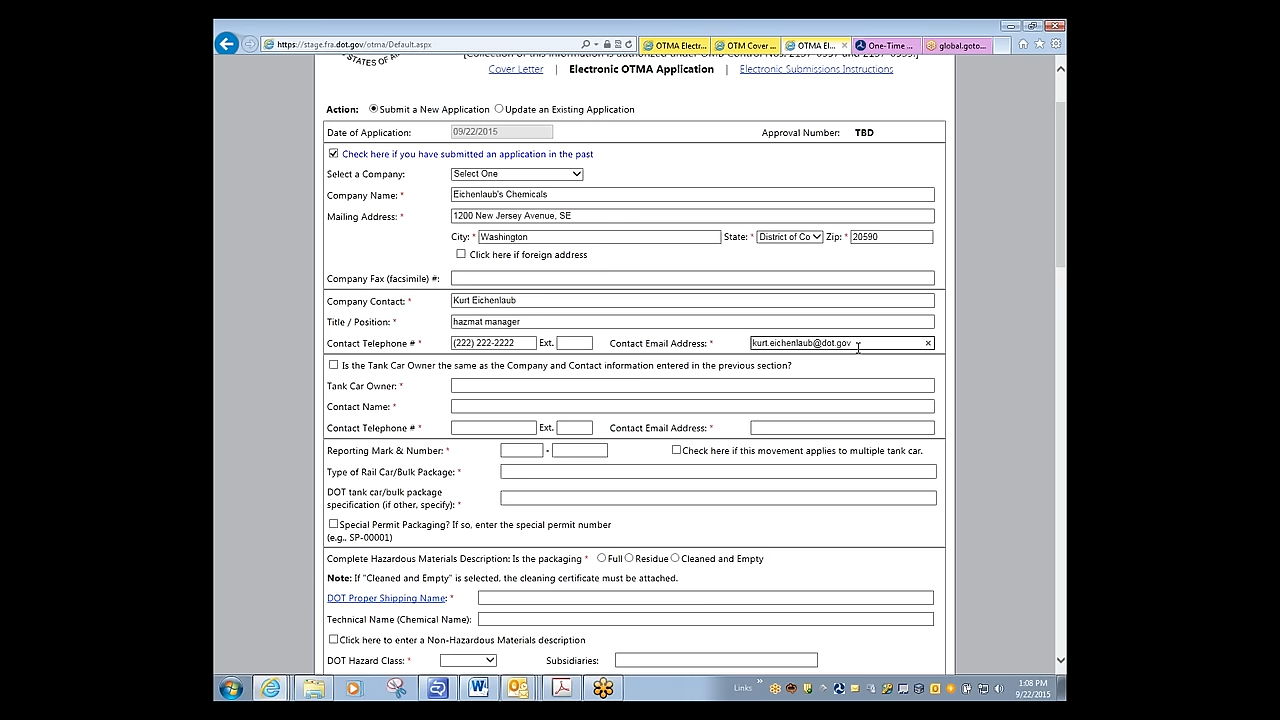 https://stage.fra.dot.gov/otma/Default.aspx
OTMA Electr...
OTM Cover ...
OTMA El...
One-Time ...
global.goto...
STATES OF A
Cover Letter | Electronic OTMA Application | Electronic Submissions Instructions
Action: Submit a New Application Update an Existing Application
Date of Application: 09/22/2015 Approval Number: TBD
Check here if you have submitted an application in the past
Select a Company: Select One
Company Name: * Eichenlaub's Chemicals
Mailing Address: * 1200 New Jersey Avenue, SE
City: * Washington State: * District of Co Zip: * 20590
Click here if foreign address
Company Fax (facsimile) #:
Company Contact: * Kurt Eichenlaub
Title / Position: * hazmat manager
Contact Telephone # * (222) 222-2222 Ext. Contact Email Address: * kurt.eichenlaub@dot.gov
Is the Tank Car Owner the same as the Company and Contact information entered in the previous section?
Tank Car Owner: *
Contact Name: *
Contact Telephone # * Ext. Contact Email Address: *
Reporting Mark & Number: * - Check here if this movement applies to multiple tank car.
Type of Rail Car/Bulk Package: *
DOT tank car/bulk package
specification (if other, specify): *
Special Permit Packaging? If so, enter the special permit number
(e.g., SP-00001)
Complete Hazardous Materials Description: Is the packaging * Full Residue Cleaned and Empty
Note: If "Cleaned and Empty" is selected, the cleaning certificate must be attached.
DOT Proper Shipping Name: *
Technical Name (Chemical Name):
Click here to enter a Non-Hazardous Materials description
DOT Hazard Class: * Subsidiaries:
Links
1:08 PM
9/22/2015